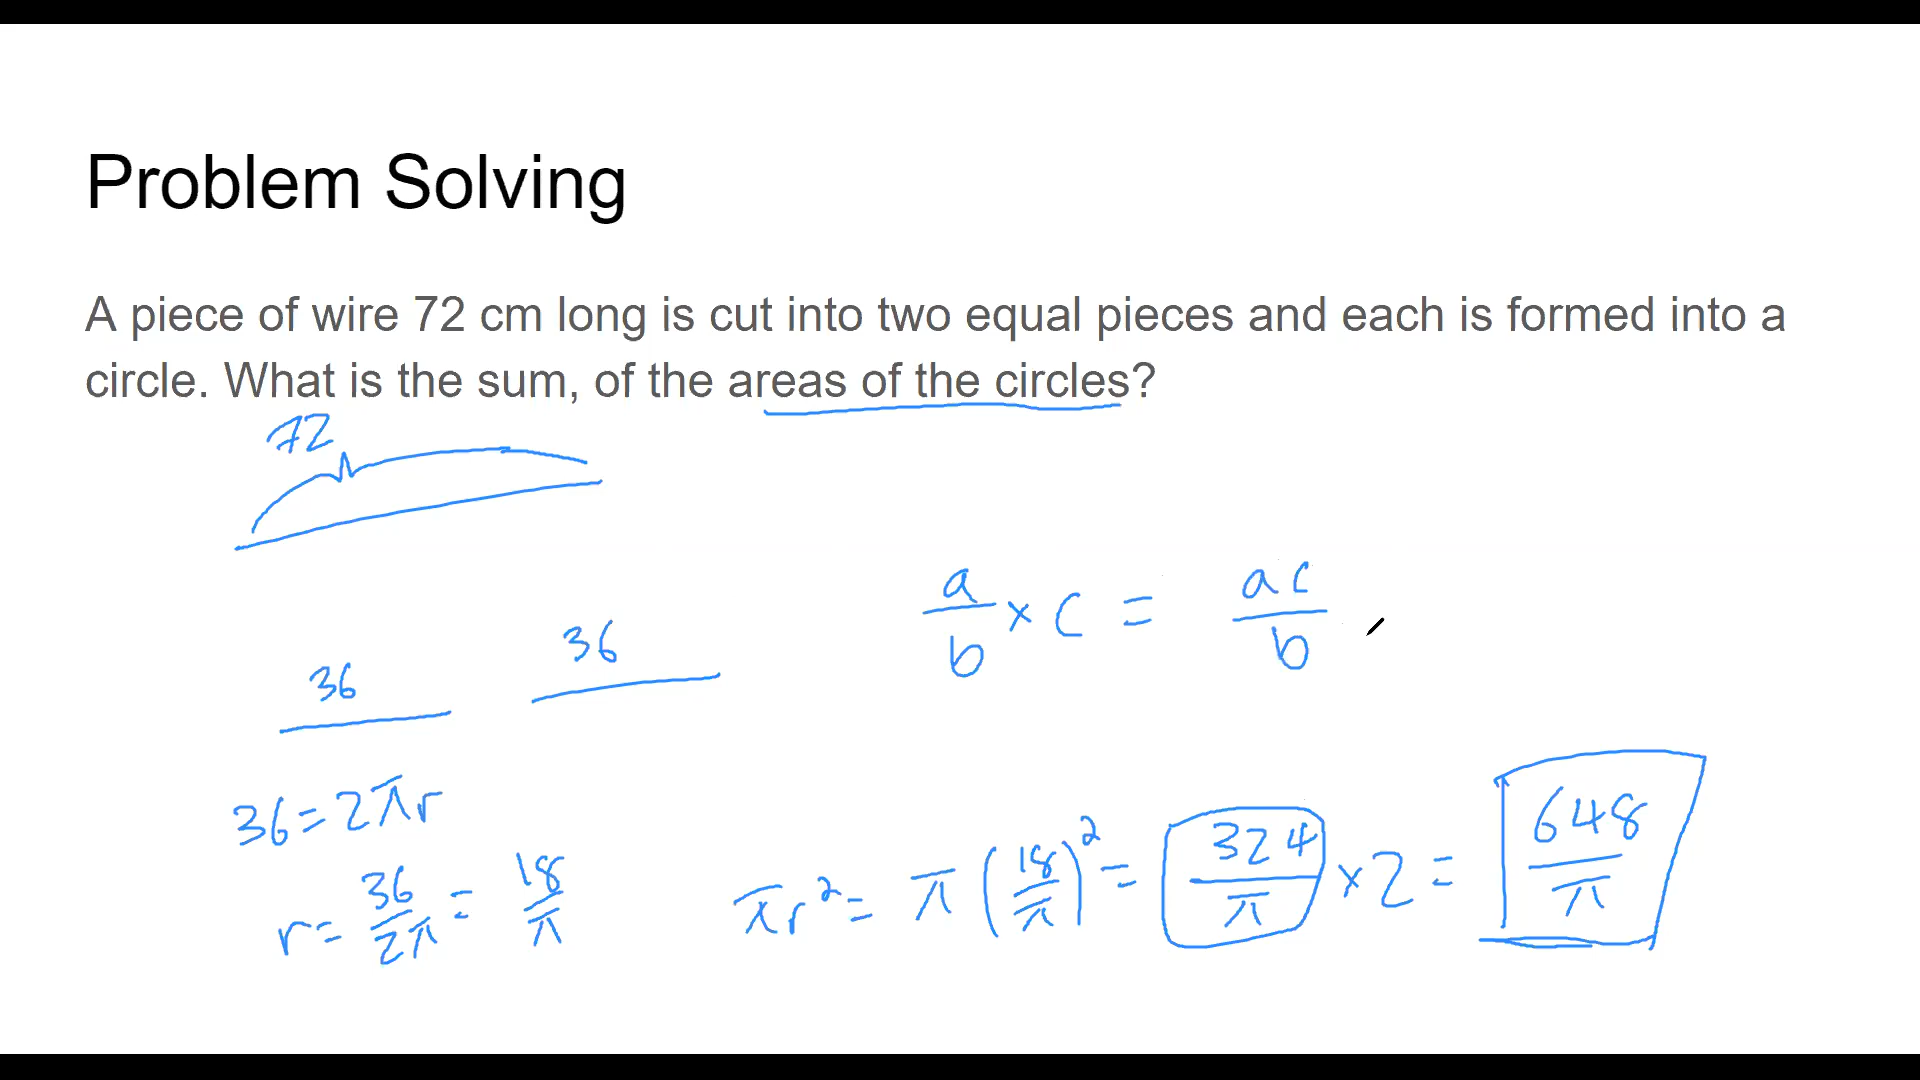 Problem Solving
A piece of wire 72 cm long is cut into two equal pieces and each is formed into a
circle. What is the sum, of the areas of the circles?
72
a/b × c = ac/b
36
36
36 = 2πr
r = 36/2π = 18/π
πr² = π(18/π)² = 324/π × 2 = 648/π